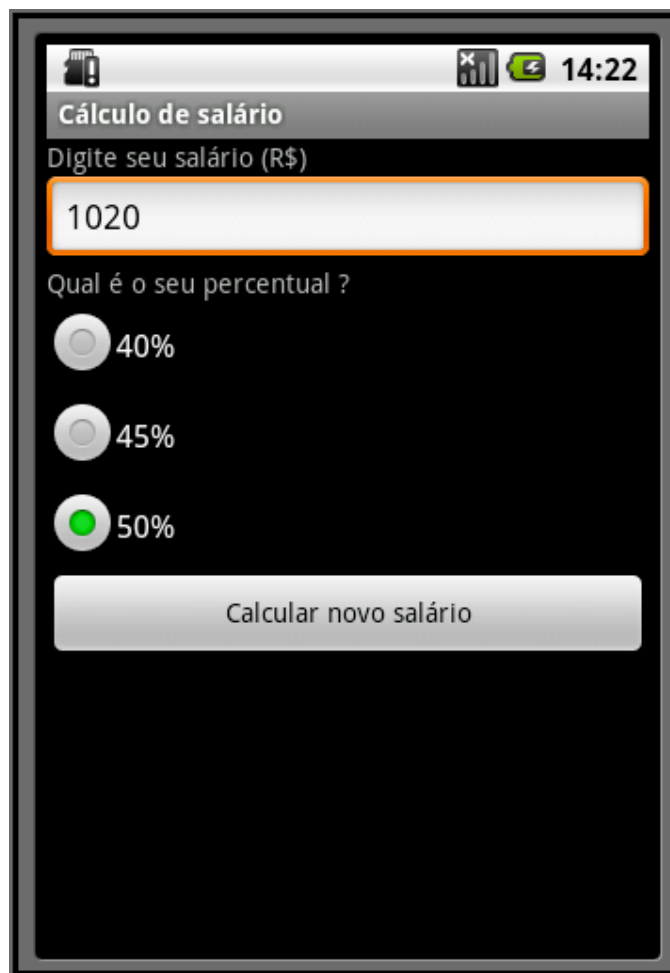 14:22
Cálculo de salário
Digite seu salário (R$)
1020
Qual é o seu percentual ?
40%
45%
50%
Calcular novo salário